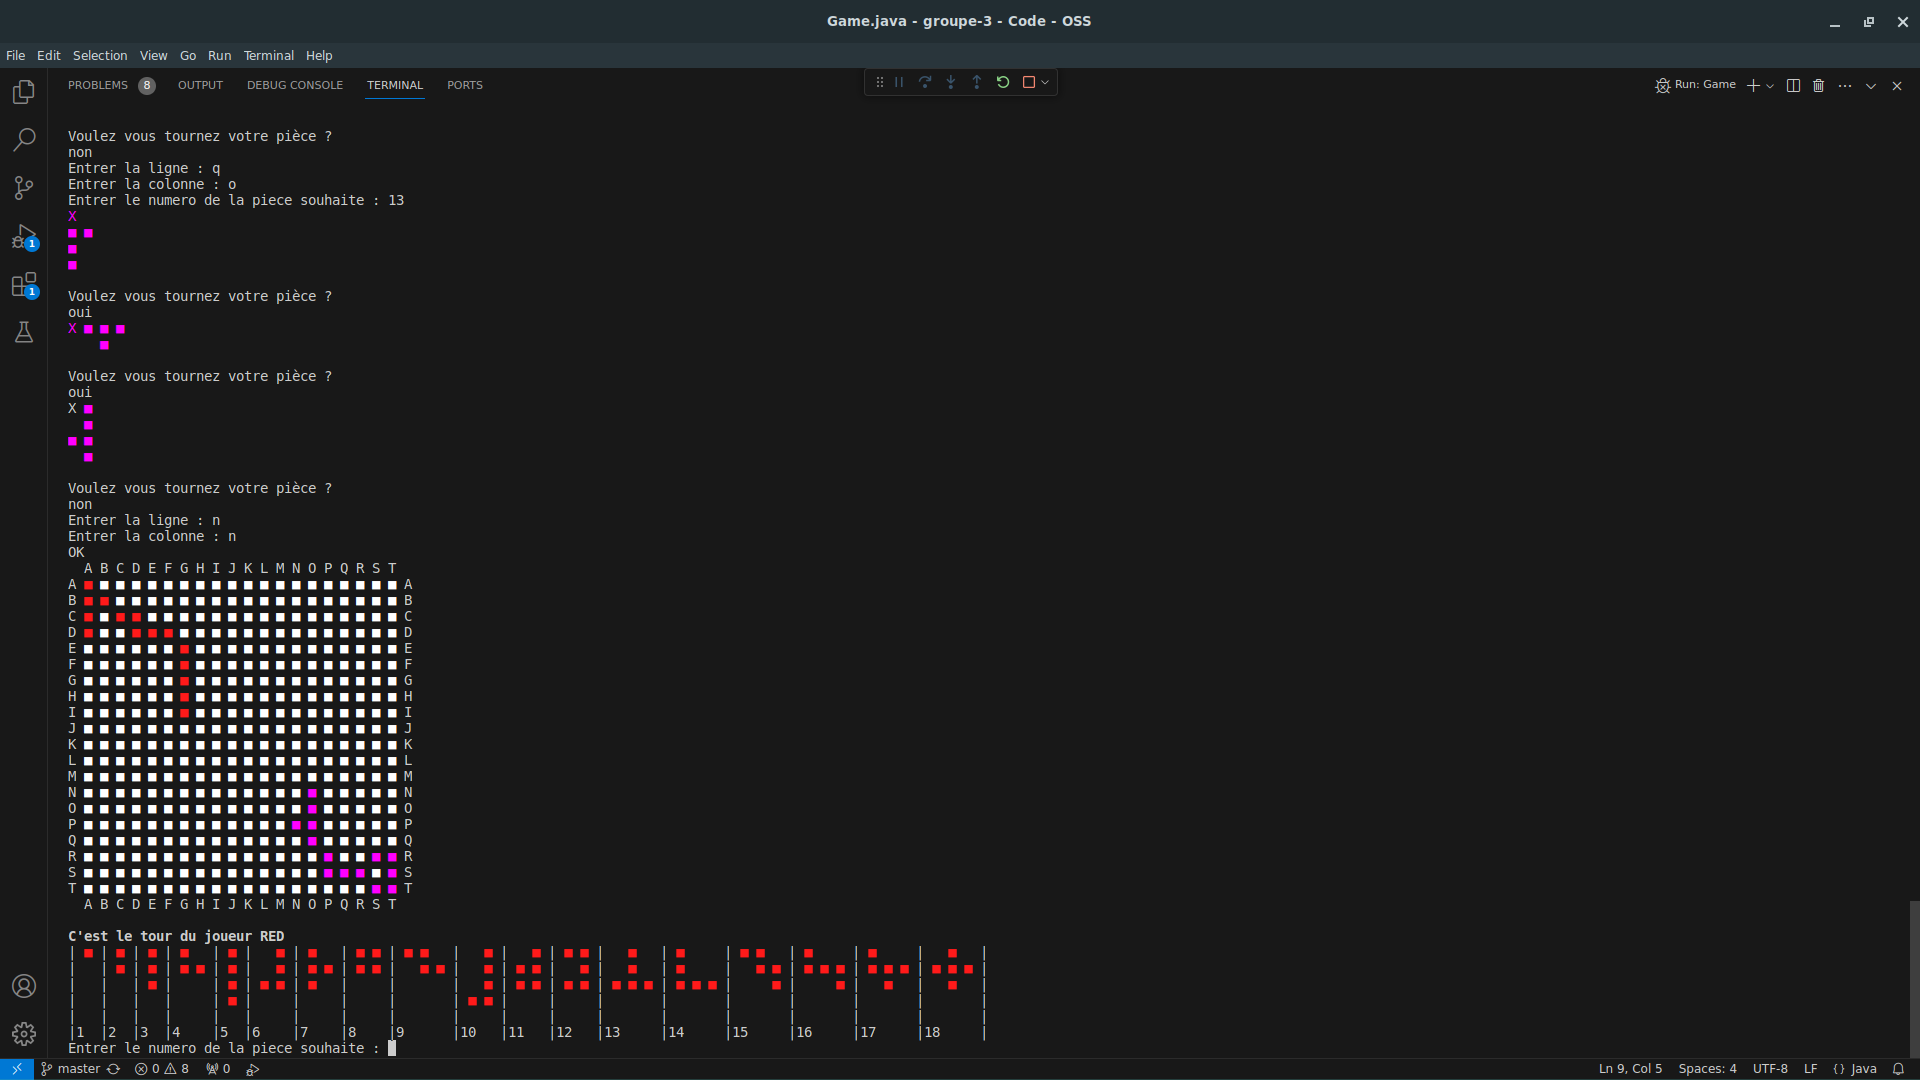 Game.java - groupe-3 - Code - OSS
File Edit Selection View Go Run Terminal Help
PROBLEMS 8 OUTPUT DEBUG CONSOLE TERMINAL PORTS
Run: Game
Voulez vous tournez votre pièce ?
non
Entrer la ligne : q
Entrer la colonne : o
Entrer le numero de la piece souhaite : 13
X
1
1
Voulez vous tournez votre pièce ?
oui
X
Voulez vous tournez votre pièce ?
oui
X
Voulez vous tournez votre pièce ?
non
Entrer la ligne : n
Entrer la colonne : n
OK
A B C D E F G H I J K L M N O P Q R S T
A A
B B
C C
D D
E E
F F
G G
H H
I I
J J
K K
L L
M M
N N
O O
P P
Q Q
R R
S S
T T
A B C D E F G H I J K L M N O P Q R S T
C'est le tour du joueur RED
|1 |2 |3 |4 |5 |6 |7 |8 |9 |10 |11 |12 |13 |14 |15 |16 |17 |18 |
Entrer le numero de la piece souhaite :
master 0 8 0 Ln 9, Col 5 Spaces: 4 UTF-8 LF {} Java